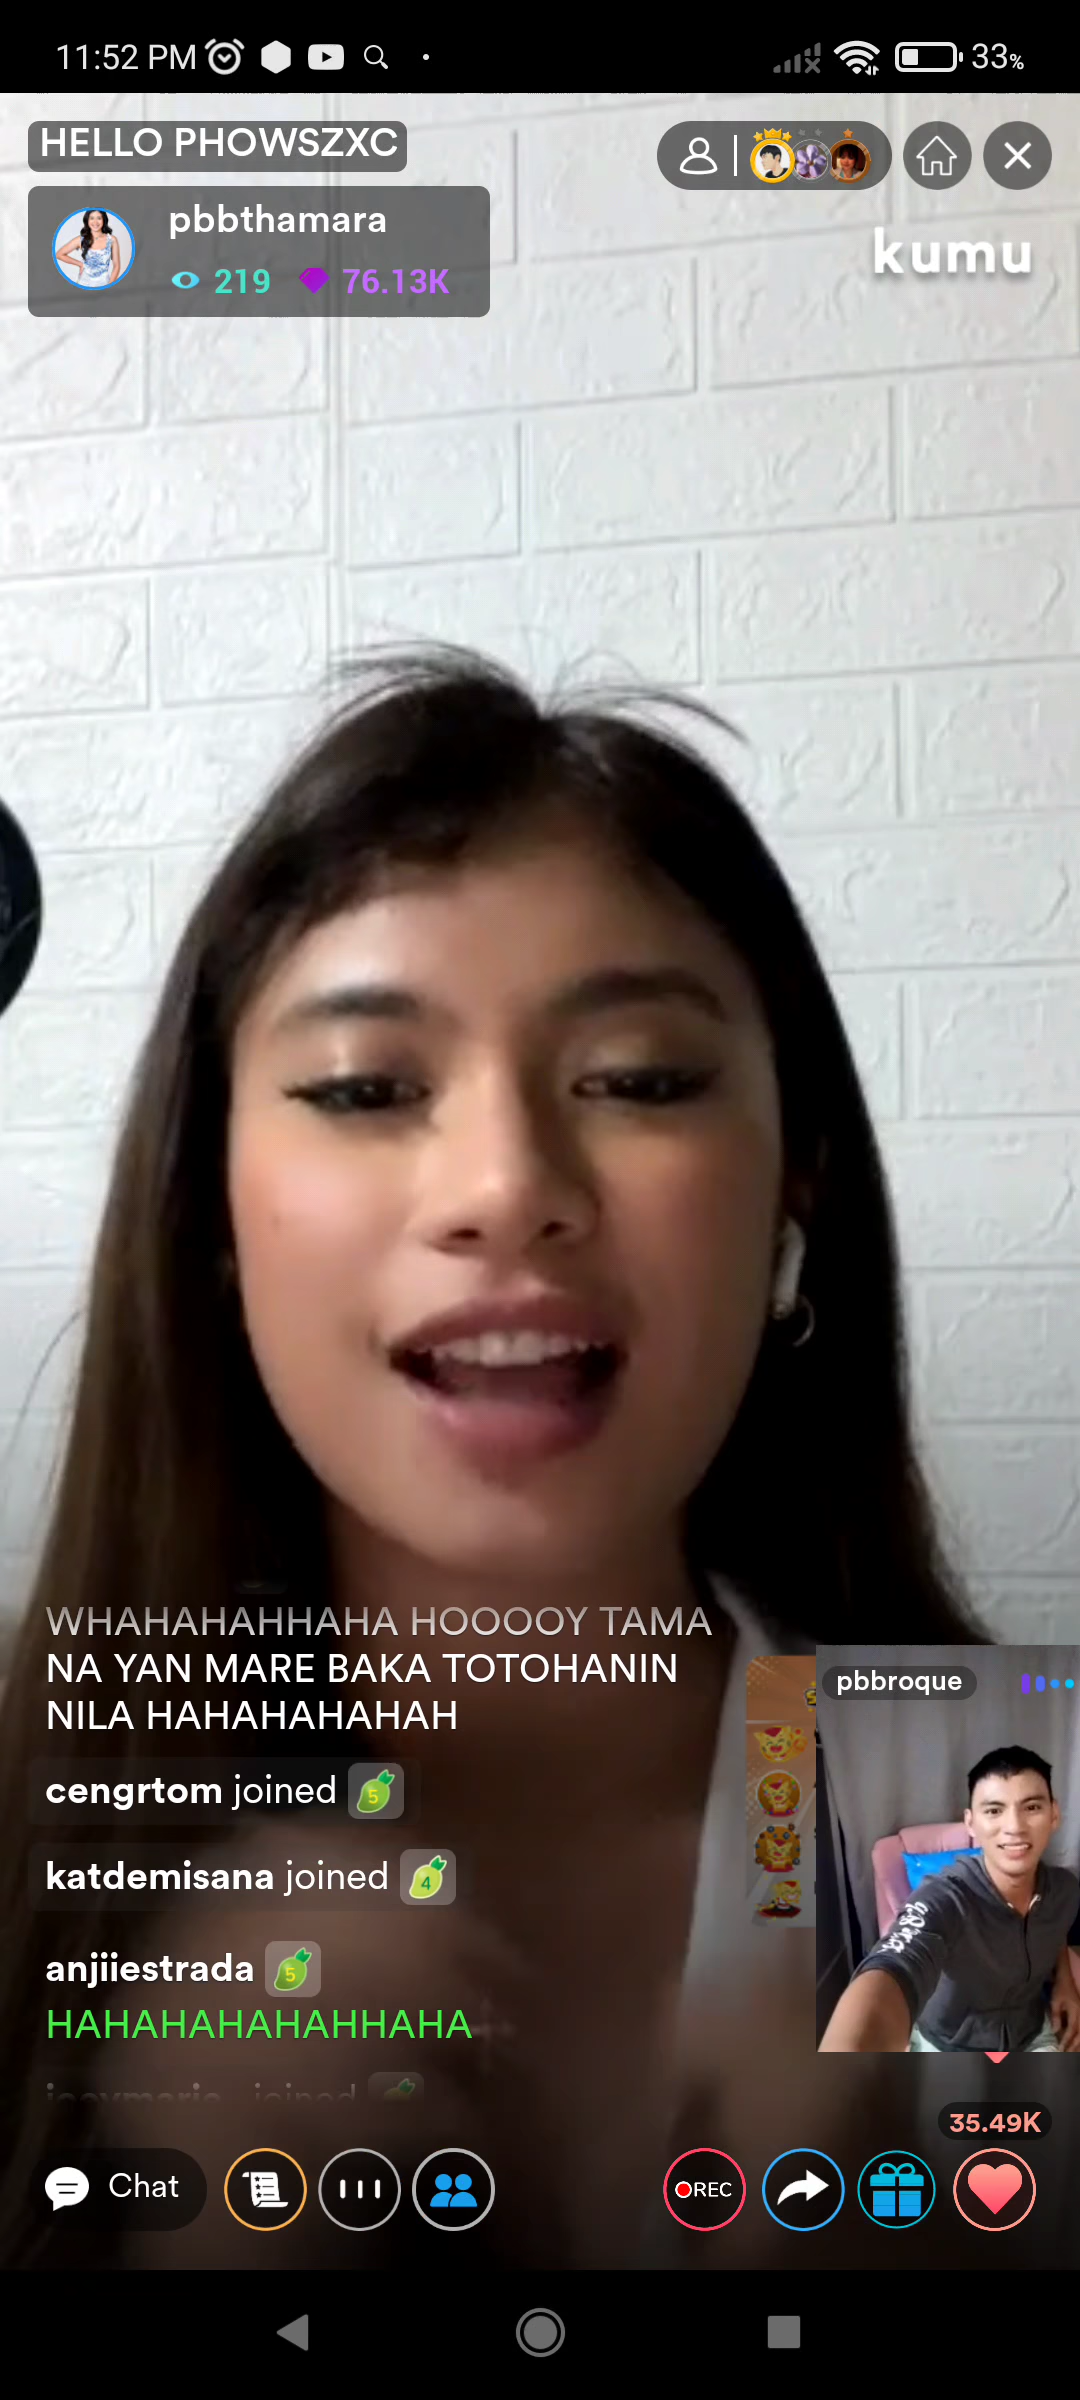 11:52 PM
33%
HELLO PHOWSZXC
pbbthamara
219 76.13K
kumu
WHAHAHAHHAHA HOOOOY TAMA
NA YAN MARE BAKA TOTOHANIN
NILA HAHAHAHAHAH
pbbroque
cengrtom joined 5
katdemisana joined 4
anjiiestrada 5
HAHAHAHAHAHHAHA
joined
35.49K
Chat
REC